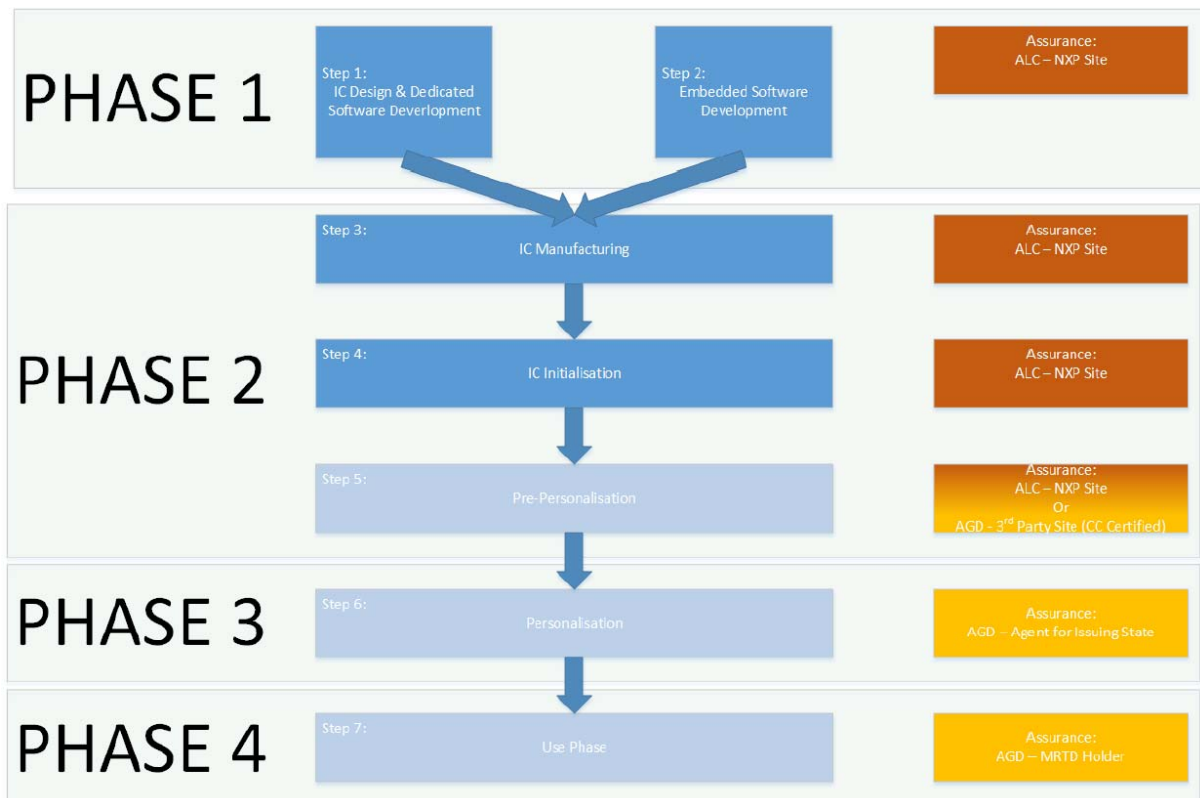 PHASE 1
Step 1:
IC Design & Dedicated
Software Deverlopment
Step 2:
Embedded Software
Development
Assurance:
ALC – NXP Site
PHASE 2
Step 3:
IC Manufacturing
Assurance:
ALC – NXP Site
Step 4:
IC Initialisation
Assurance:
ALC – NXP Site
Step 5:
Pre-Personalisation
Assurance:
ALC – NXP Site
Or
AGD - 3rd Party Site (CC Certified)
PHASE 3
Step 6:
Personalisation
Assurance:
AGD – Agent for Issuing State
PHASE 4
Step 7:
Use Phase
Assurance:
AGD – MRTD Holder